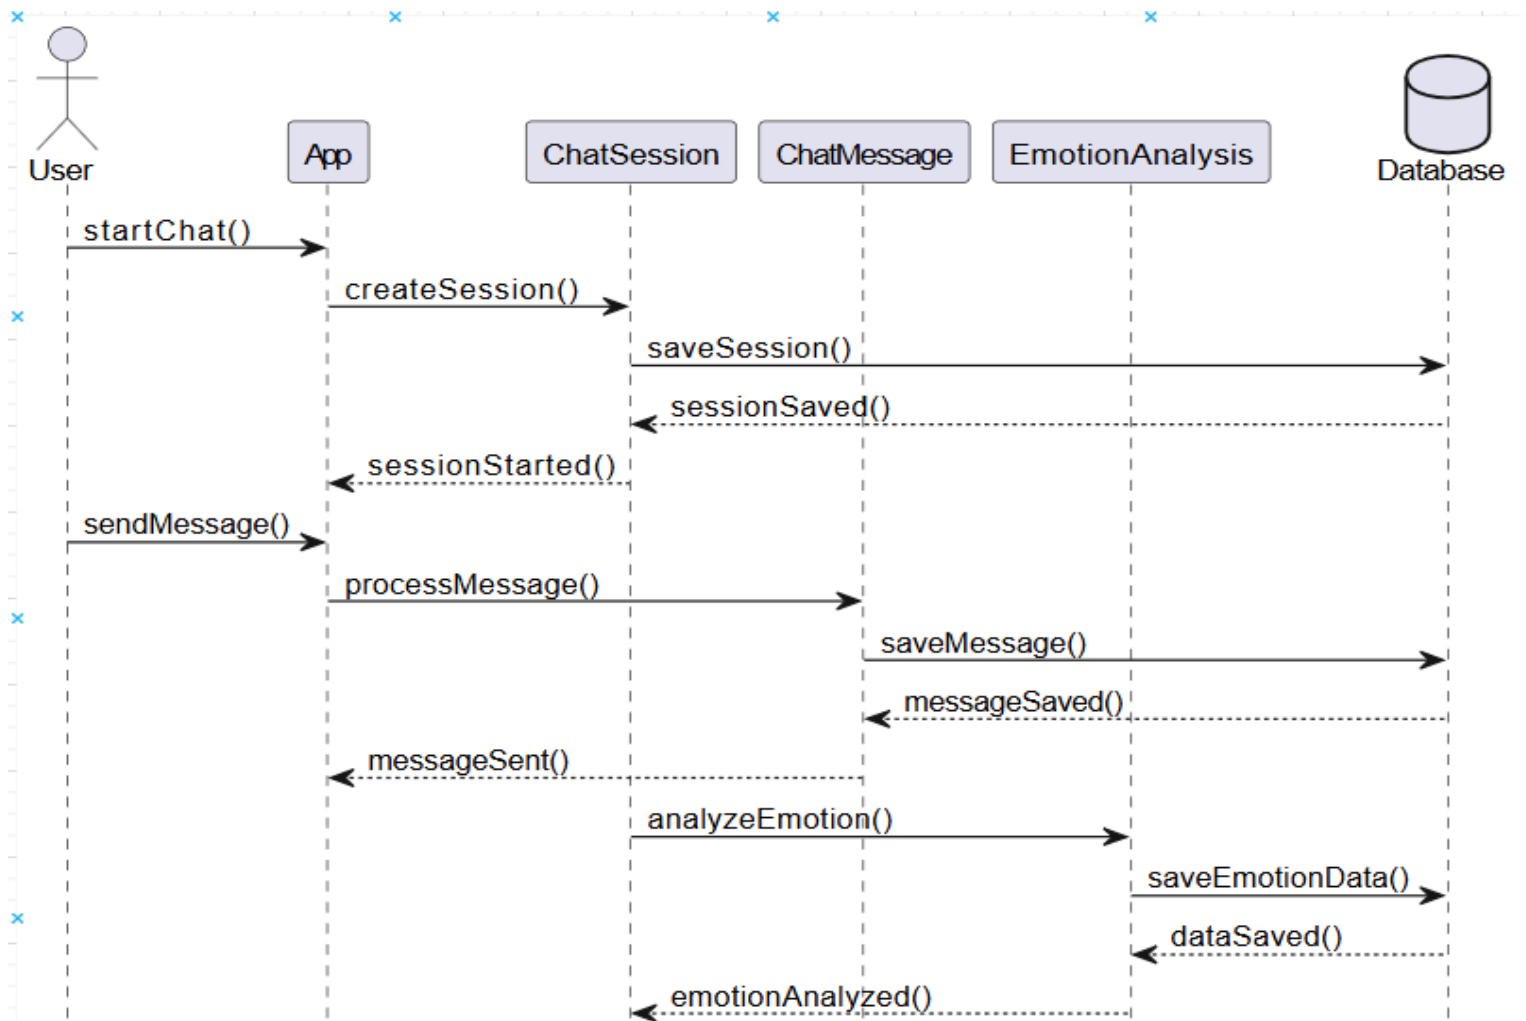 User
App
ChatSession
ChatMessage
EmotionAnalysis
Database
startChat()
createSession()
saveSession()
sessionSaved()
sessionStarted()
sendMessage()
processMessage()
saveMessage()
messageSaved()
messageSent()
analyzeEmotion()
saveEmotionData()
dataSaved()
emotionAnalyzed()